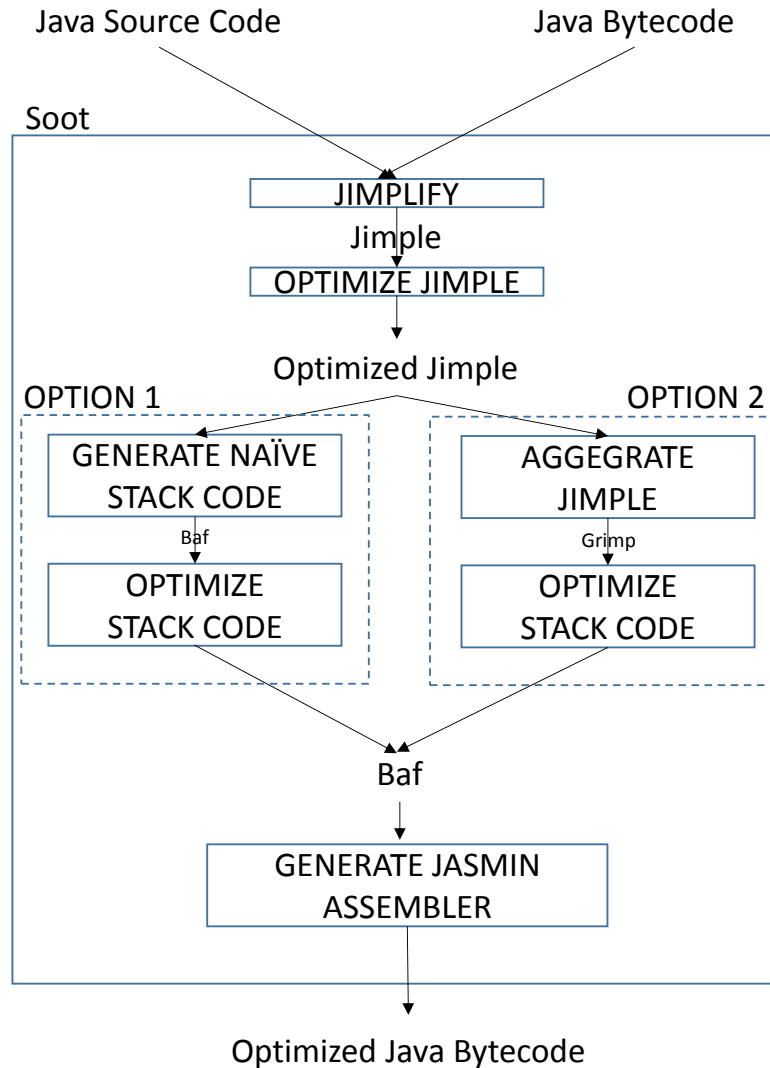 Java Source Code
Java Bytecode
Soot
JIMPLIFY
Jimple
OPTIMIZE JIMPLE
Optimized Jimple
OPTION 1
OPTION 2
GENERATE NAÏVE
STACK CODE
AGGEGRATE
JIMPLE
Baf
Grimp
OPTIMIZE
STACK CODE
OPTIMIZE
STACK CODE
Baf
GENERATE JASMIN
ASSEMBLER
Optimized Java Bytecode